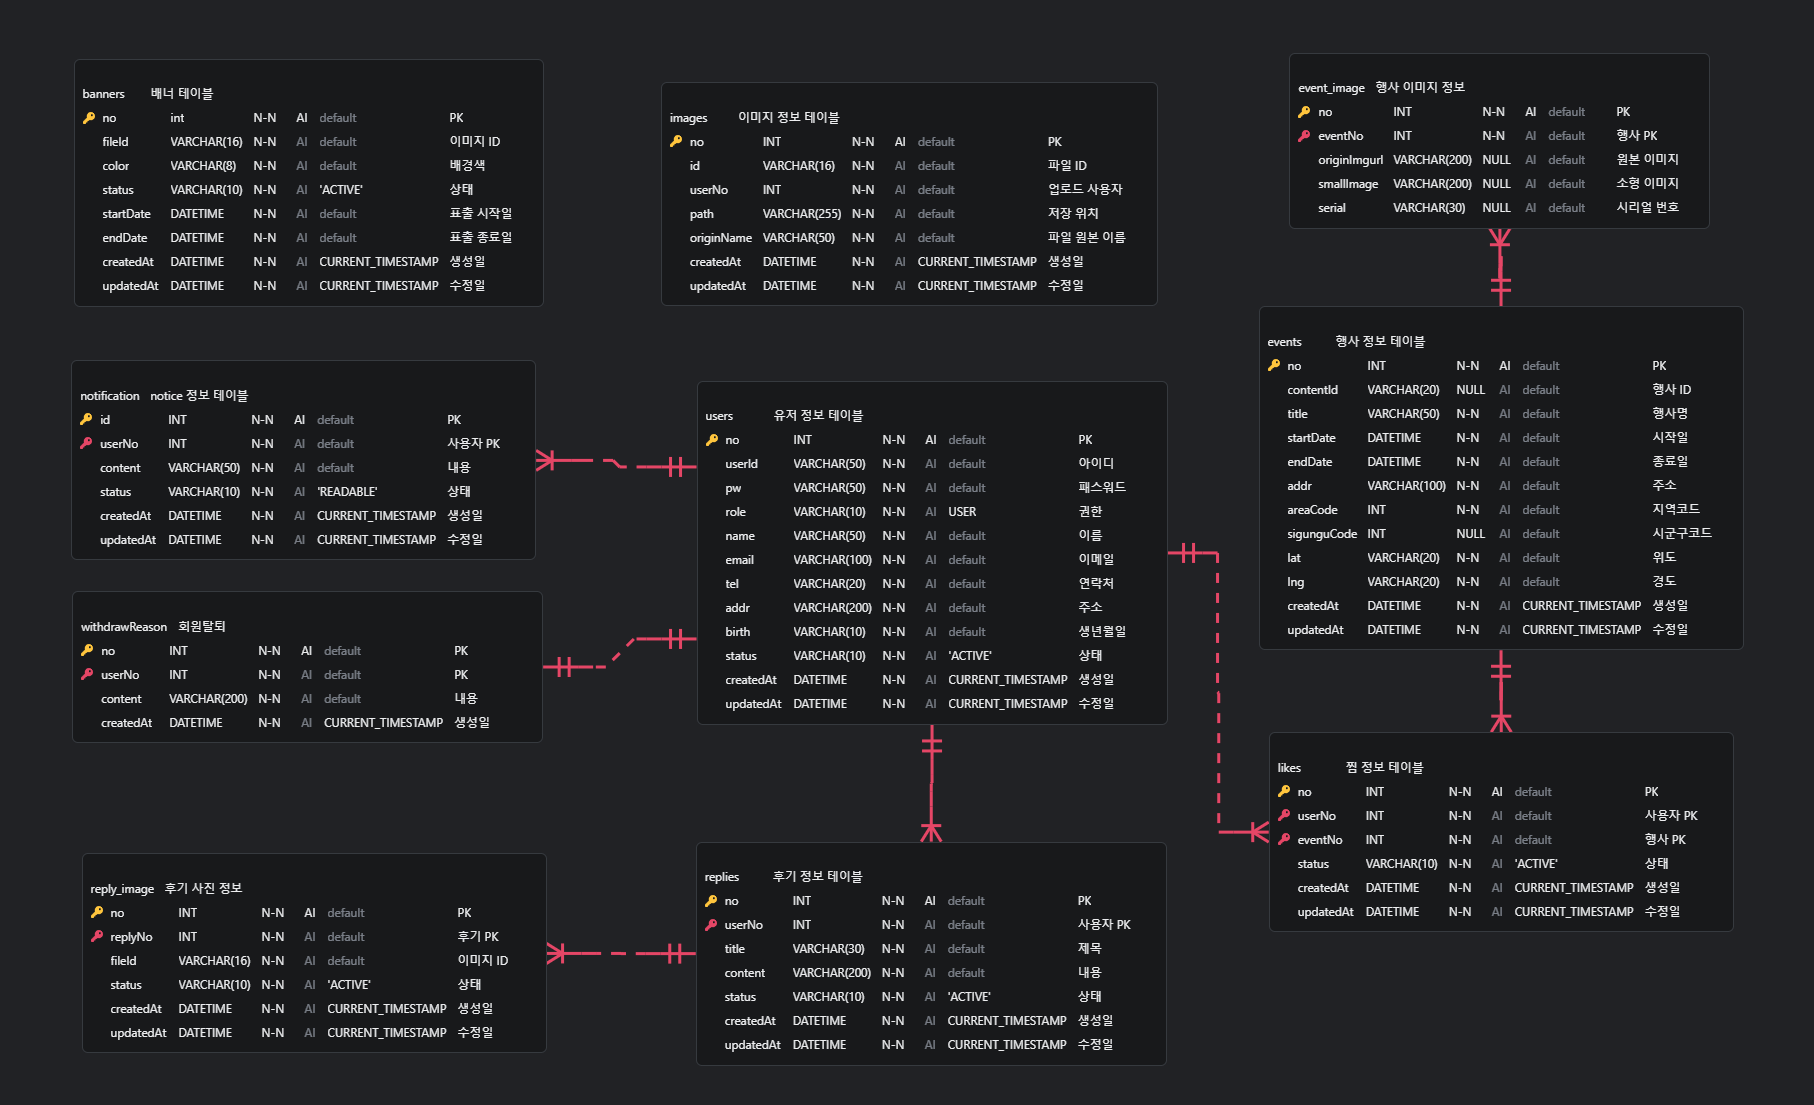 banners 배너 테이블
no int N-N AI default PK
fileId VARCHAR(16) N-N AI default 이미지 ID
color VARCHAR(8) N-N AI default 배경색
status VARCHAR(10) N-N AI 'ACTIVE' 상태
startDate DATETIME N-N AI default 표출 시작일
endDate DATETIME N-N AI default 표출 종료일
createdAt DATETIME N-N AI CURRENT_TIMESTAMP 생성일
updatedAt DATETIME N-N AI CURRENT_TIMESTAMP 수정일
images 이미지 정보 테이블
no INT N-N AI default PK
id VARCHAR(16) N-N AI default 파일 ID
userNo INT N-N AI default 업로드 사용자
path VARCHAR(255) N-N AI default 저장 위치
originName VARCHAR(50) N-N AI default 파일 원본 이름
createdAt DATETIME N-N AI CURRENT_TIMESTAMP 생성일
updatedAt DATETIME N-N AI CURRENT_TIMESTAMP 수정일
event_image 행사 이미지 정보
no INT N-N AI default PK
eventNo INT N-N AI default 행사 PK
originImgurl VARCHAR(200) NULL AI default 원본 이미지
smallImage VARCHAR(200) NULL AI default 소형 이미지
serial VARCHAR(30) NULL AI default 시리얼 번호
notification notice 정보 테이블
id INT N-N AI default PK
userNo INT N-N AI default 사용자 PK
content VARCHAR(50) N-N AI default 내용
status VARCHAR(10) N-N AI 'READABLE' 상태
createdAt DATETIME N-N AI CURRENT_TIMESTAMP 생성일
updatedAt DATETIME N-N AI CURRENT_TIMESTAMP 수정일
users 유저 정보 테이블
no INT N-N AI default PK
userId VARCHAR(50) N-N AI default 아이디
pw VARCHAR(50) N-N AI default 패스워드
role VARCHAR(10) N-N AI USER 권한
name VARCHAR(50) N-N AI default 이름
email VARCHAR(100) N-N AI default 이메일
tel VARCHAR(20) N-N AI default 연락처
addr VARCHAR(200) N-N AI default 주소
birth VARCHAR(10) N-N AI default 생년월일
status VARCHAR(10) N-N AI 'ACTIVE' 상태
createdAt DATETIME N-N AI CURRENT_TIMESTAMP 생성일
updatedAt DATETIME N-N AI CURRENT_TIMESTAMP 수정일
events 행사 정보 테이블
no INT N-N AI default PK
contentId VARCHAR(20) NULL AI default 행사 ID
title VARCHAR(50) N-N AI default 행사명
startDate DATETIME N-N AI default 시작일
endDate DATETIME N-N AI default 종료일
addr VARCHAR(100) N-N AI default 주소
areaCode INT N-N AI default 지역코드
sigunguCode INT NULL AI default 시군구코드
lat VARCHAR(20) N-N AI default 위도
lng VARCHAR(20) N-N AI default 경도
createdAt DATETIME N-N AI CURRENT_TIMESTAMP 생성일
updatedAt DATETIME N-N AI CURRENT_TIMESTAMP 수정일
withdrawReason 회원탈퇴
no INT N-N AI default PK
userNo INT N-N AI default PK
content VARCHAR(200) N-N AI default 내용
createdAt DATETIME N-N AI CURRENT_TIMESTAMP 생성일
likes 찜 정보 테이블
no INT N-N AI default PK
userNo INT N-N AI default 사용자 PK
eventNo INT N-N AI default 행사 PK
status VARCHAR(10) N-N AI 'ACTIVE' 상태
createdAt DATETIME N-N AI CURRENT_TIMESTAMP 생성일
updatedAt DATETIME N-N AI CURRENT_TIMESTAMP 수정일
reply_image 후기 사진 정보
no INT N-N AI default PK
replyNo INT N-N AI default 후기 PK
fileId VARCHAR(16) N-N AI default 이미지 ID
status VARCHAR(10) N-N AI 'ACTIVE' 상태
createdAt DATETIME N-N AI CURRENT_TIMESTAMP 생성일
updatedAt DATETIME N-N AI CURRENT_TIMESTAMP 수정일
replies 후기 정보 테이블
no INT N-N AI default PK
userNo INT N-N AI default 사용자 PK
title VARCHAR(30) N-N AI default 제목
content VARCHAR(200) N-N AI default 내용
status VARCHAR(10) N-N AI 'ACTIVE' 상태
createdAt DATETIME N-N AI CURRENT_TIMESTAMP 생성일
updatedAt DATETIME N-N AI CURRENT_TIMESTAMP 수정일